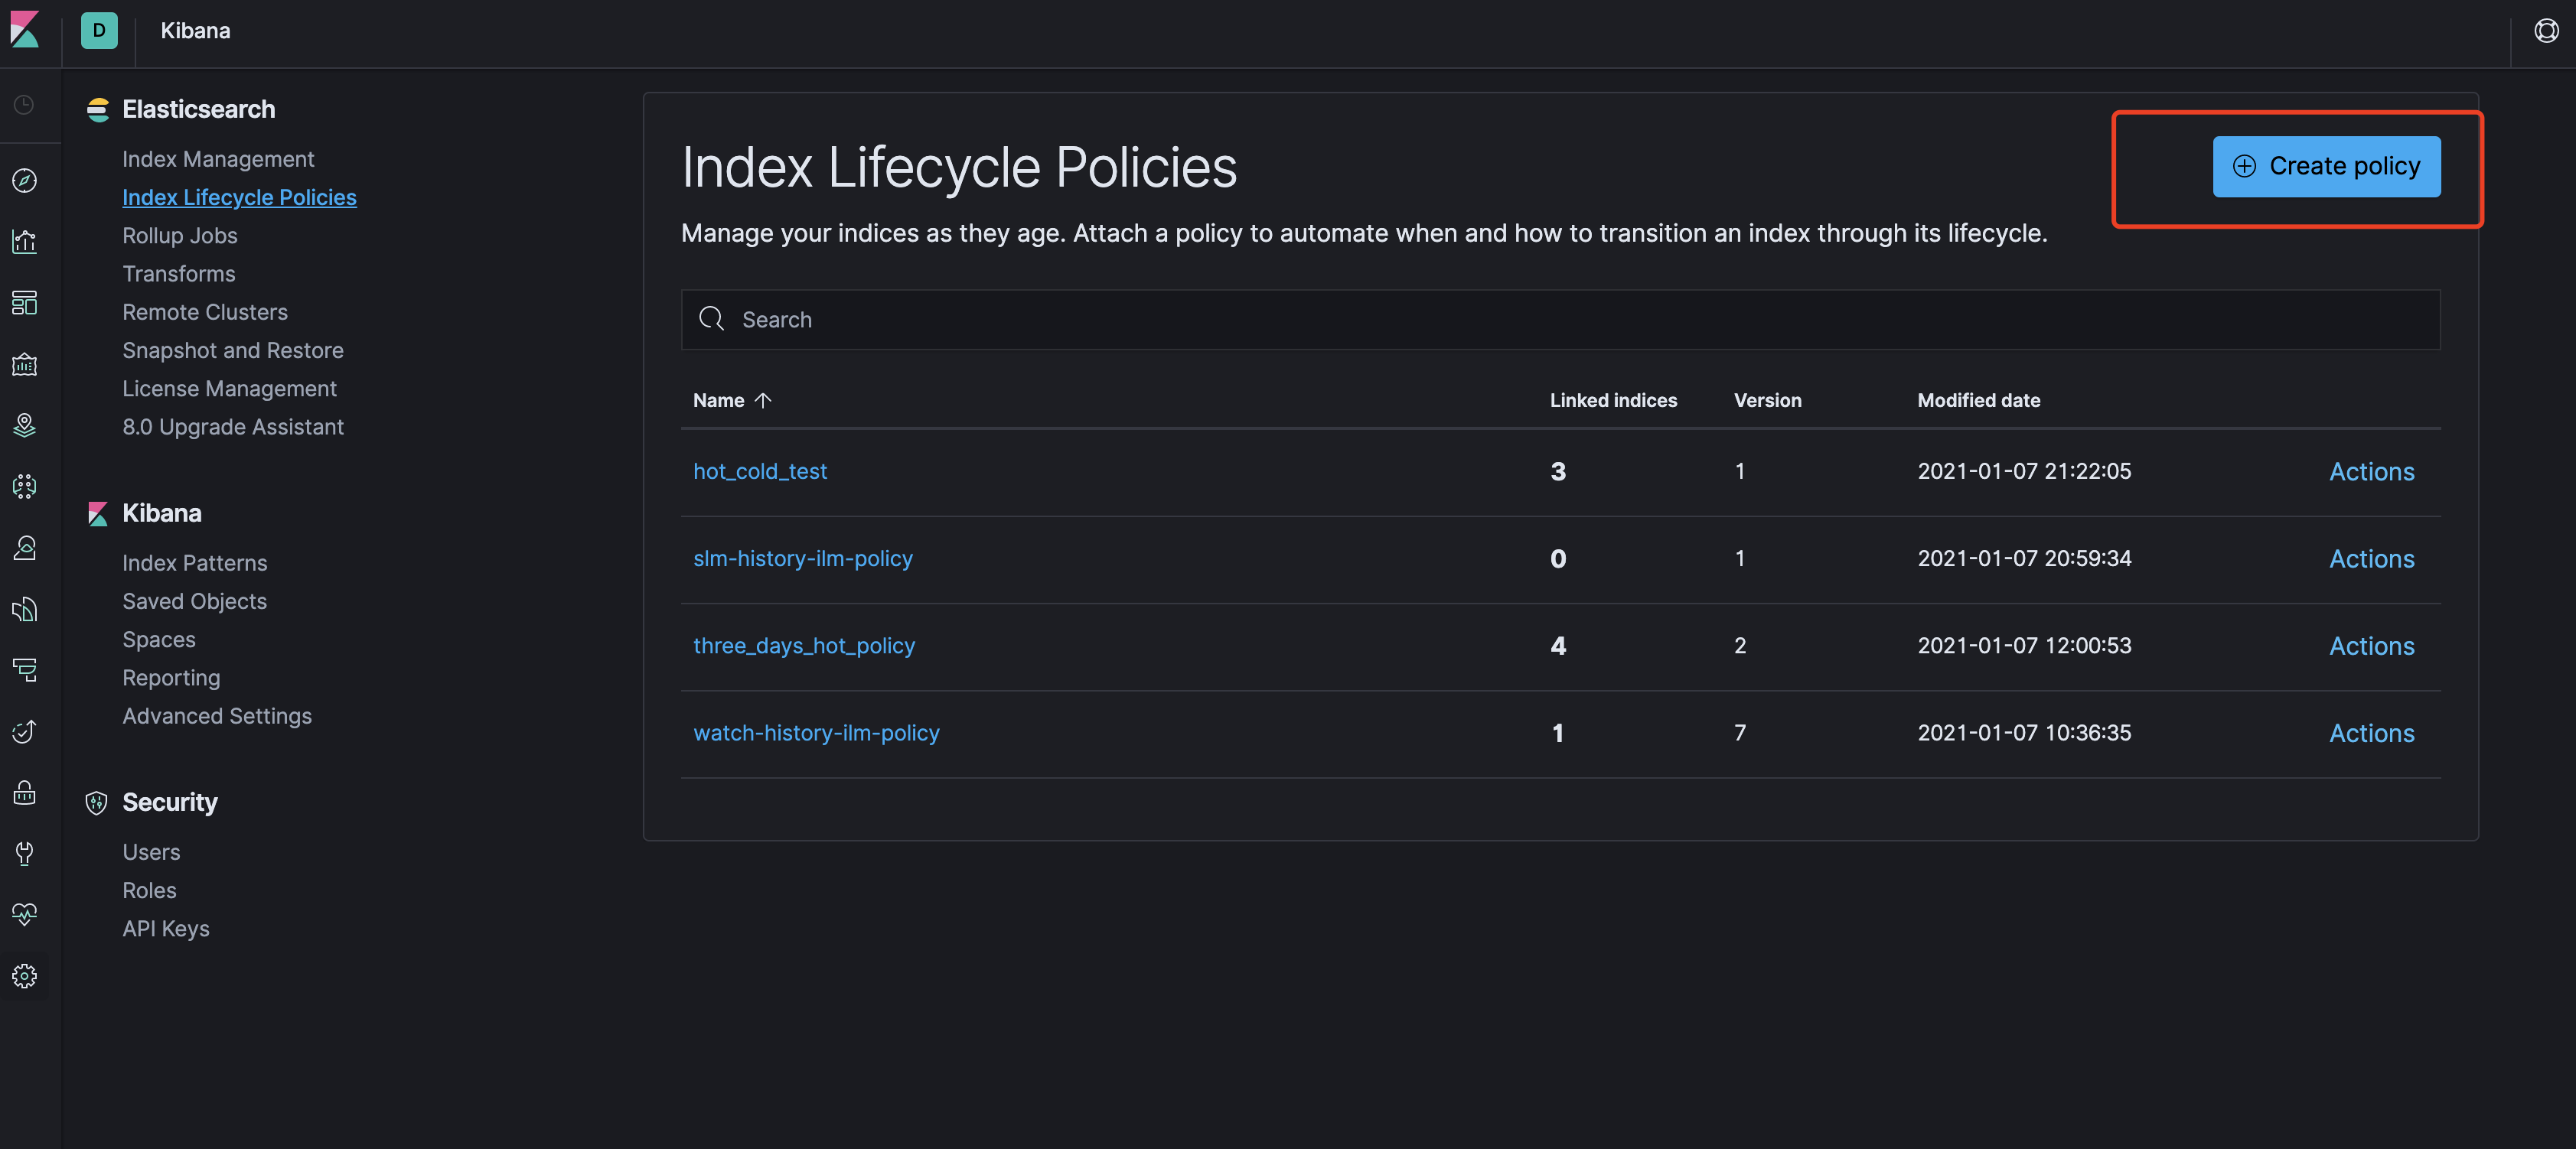 D
Kibana
Elasticsearch
Index Management
Index Lifecycle Policies
Rollup Jobs
Transforms
Remote Clusters
Snapshot and Restore
License Management
8.0 Upgrade Assistant
Kibana
Index Patterns
Saved Objects
Spaces
Reporting
Advanced Settings
Security
Users
Roles
API Keys
Index Lifecycle Policies
Create policy
Manage your indices as they age. Attach a policy to automate when and how to transition an index through its lifecycle.
Search
Name Linked indices Version Modified date
hot_cold_test 3 1 2021-01-07 21:22:05 Actions
slm-history-ilm-policy 0 1 2021-01-07 20:59:34 Actions
three_days_hot_policy 4 2 2021-01-07 12:00:53 Actions
watch-history-ilm-policy 1 7 2021-01-07 10:36:35 Actions